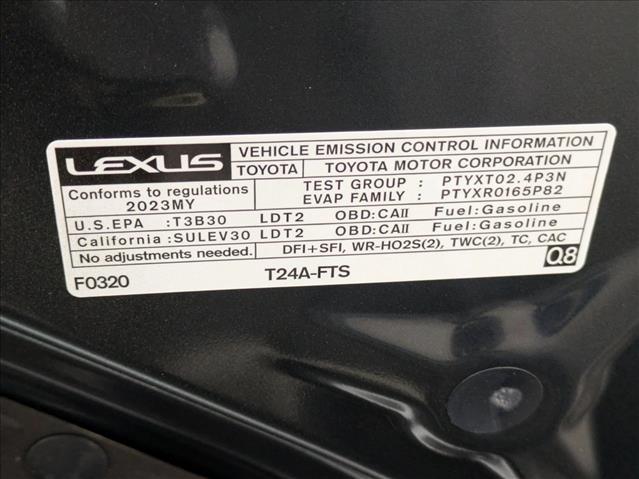 LEXUS VEHICLE EMISSION CONTROL INFORMATION
TOYOTA TOYOTA MOTOR CORPORATION
Conforms to regulations TEST GROUP : PTYXT02.4P3N
2023MY EVAP FAMILY : PTYXR0165P82
U.S.EPA :T3B30 LDT2 OBD:CAII Fuel:Gasoline
California:SULEV30 LDT2 OBD:CAII Fuel:Gasoline
No adjustments needed. DFI+SFI, WR-HO2S(2), TWC(2), TC, CAC
F0320 T24A-FTS Q8